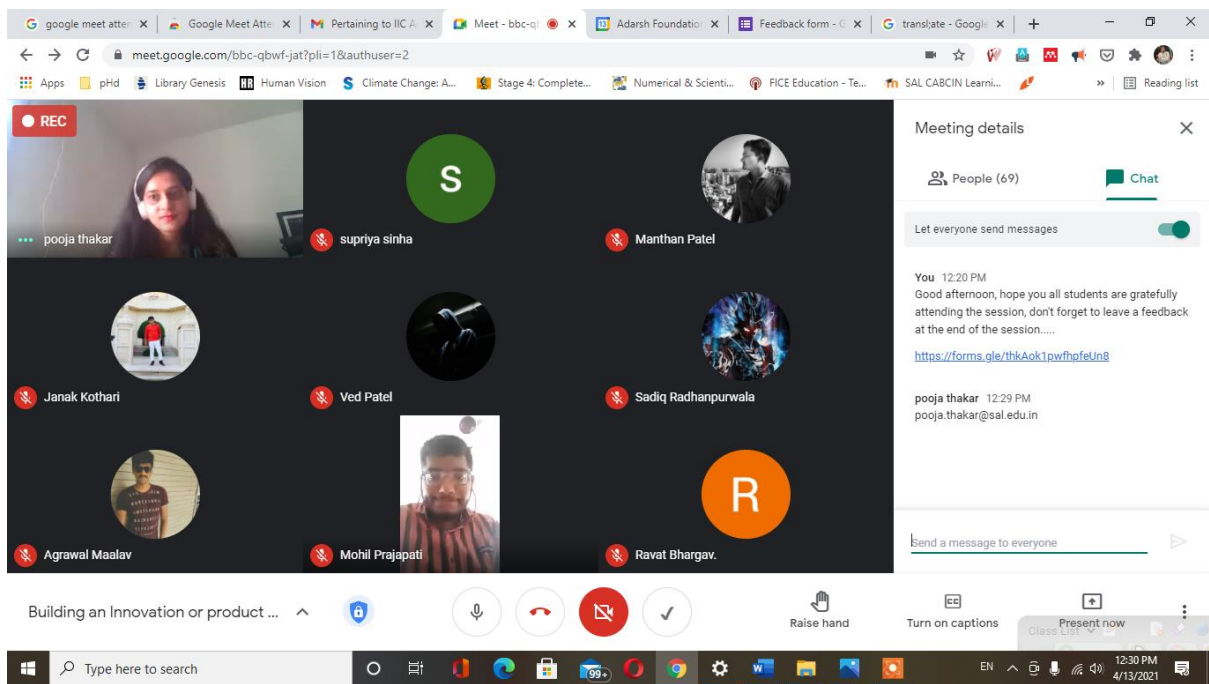 google meet atten
Google Meet Atte
Pertaining to IIC A
Meet - bbc-q
Adarsh Foundation
Feedback form - G
transl;ate - Google
meet.google.com/bbc-qbwf-jat?pli=1&authuser=2
Apps
pHd
Library Genesis
HR Human Vision
Climate Change: A...
Stage 4: Complete...
Numerical & Scienti...
FICE Education - Te...
SAL CABCIN Learni...
»
Reading list
REC
pooja thakar
S
supriya sinha
Manthan Patel
Janak Kothari
Ved Patel
Sadiq Radhanpurwala
Agrawal Maalav
Mohil Prajapati
R
Ravat Bhargav.
Meeting details
People (69)
Chat
Let everyone send messages
You 12:20 PM
Good afternoon, hope you all students are gratefully
attending the session, don't forget to leave a feedback
at the end of the session.....
https://forms.gle/thkAok1pwfhpfeUn8
pooja thakar 12:29 PM
pooja.thakar@sal.edu.in
Send a message to everyone
Building an Innovation or product ...
Raise hand
CC
Turn on captions
Present now
Class List
Type here to search
99+
EN
12:30 PM
4/13/2021